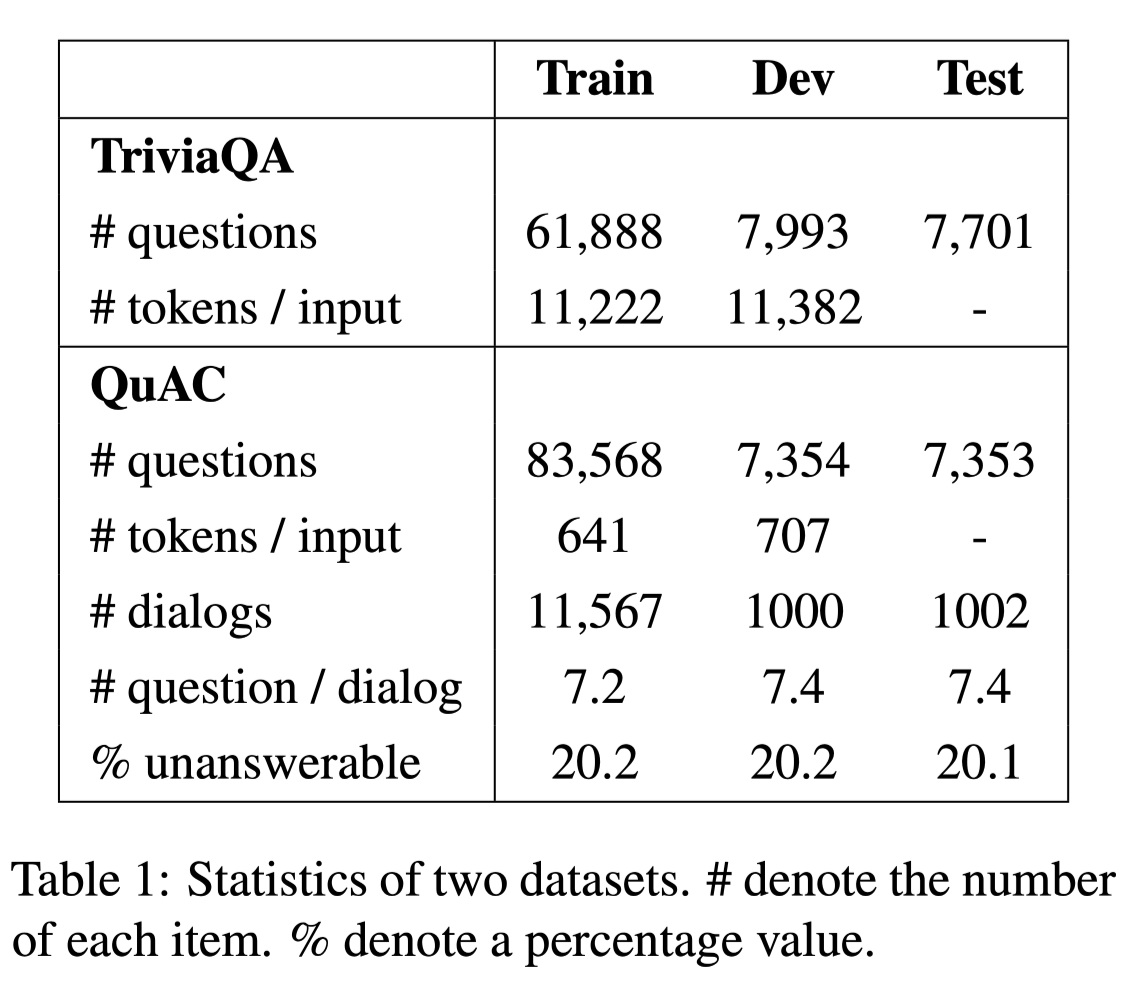 Train Dev Test
TriviaQA
# questions 61,888 7,993 7,701
# tokens / input 11,222 11,382 -
QuAC
# questions 83,568 7,354 7,353
# tokens / input 641 707 -
# dialogs 11,567 1000 1002
# question / dialog 7.2 7.4 7.4
% unanswerable 20.2 20.2 20.1
Table 1: Statistics of two datasets. # denote the number
of each item. % denote a percentage value.